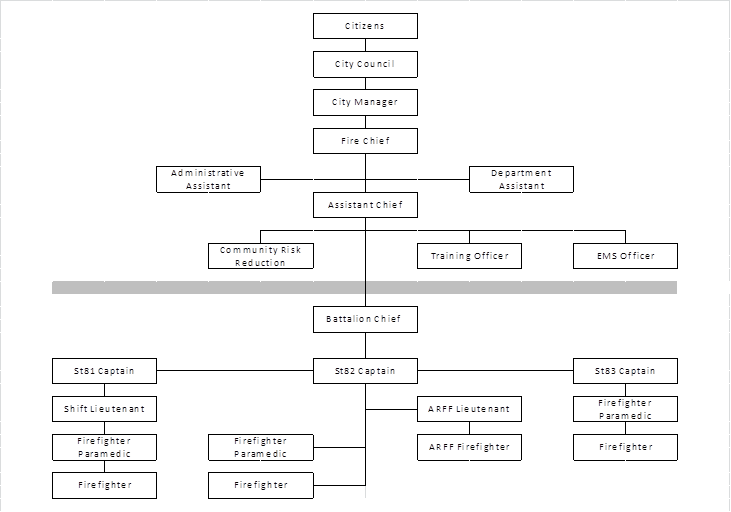 Citizens
City Council
City Manager
Fire Chief
Administrative
Assistant
Department
Assistant
Assistant Chief
Community Risk
Reduction
Training Officer
EMS Officer
Battalion Chief
St81 Captain
St82 Captain
St83 Captain
Shift Lieutenant
ARFF Lieutenant
Firefighter
Paramedic
Firefighter
Paramedic
Firefighter
Paramedic
ARFF Firefighter
Firefighter
Firefighter
Firefighter